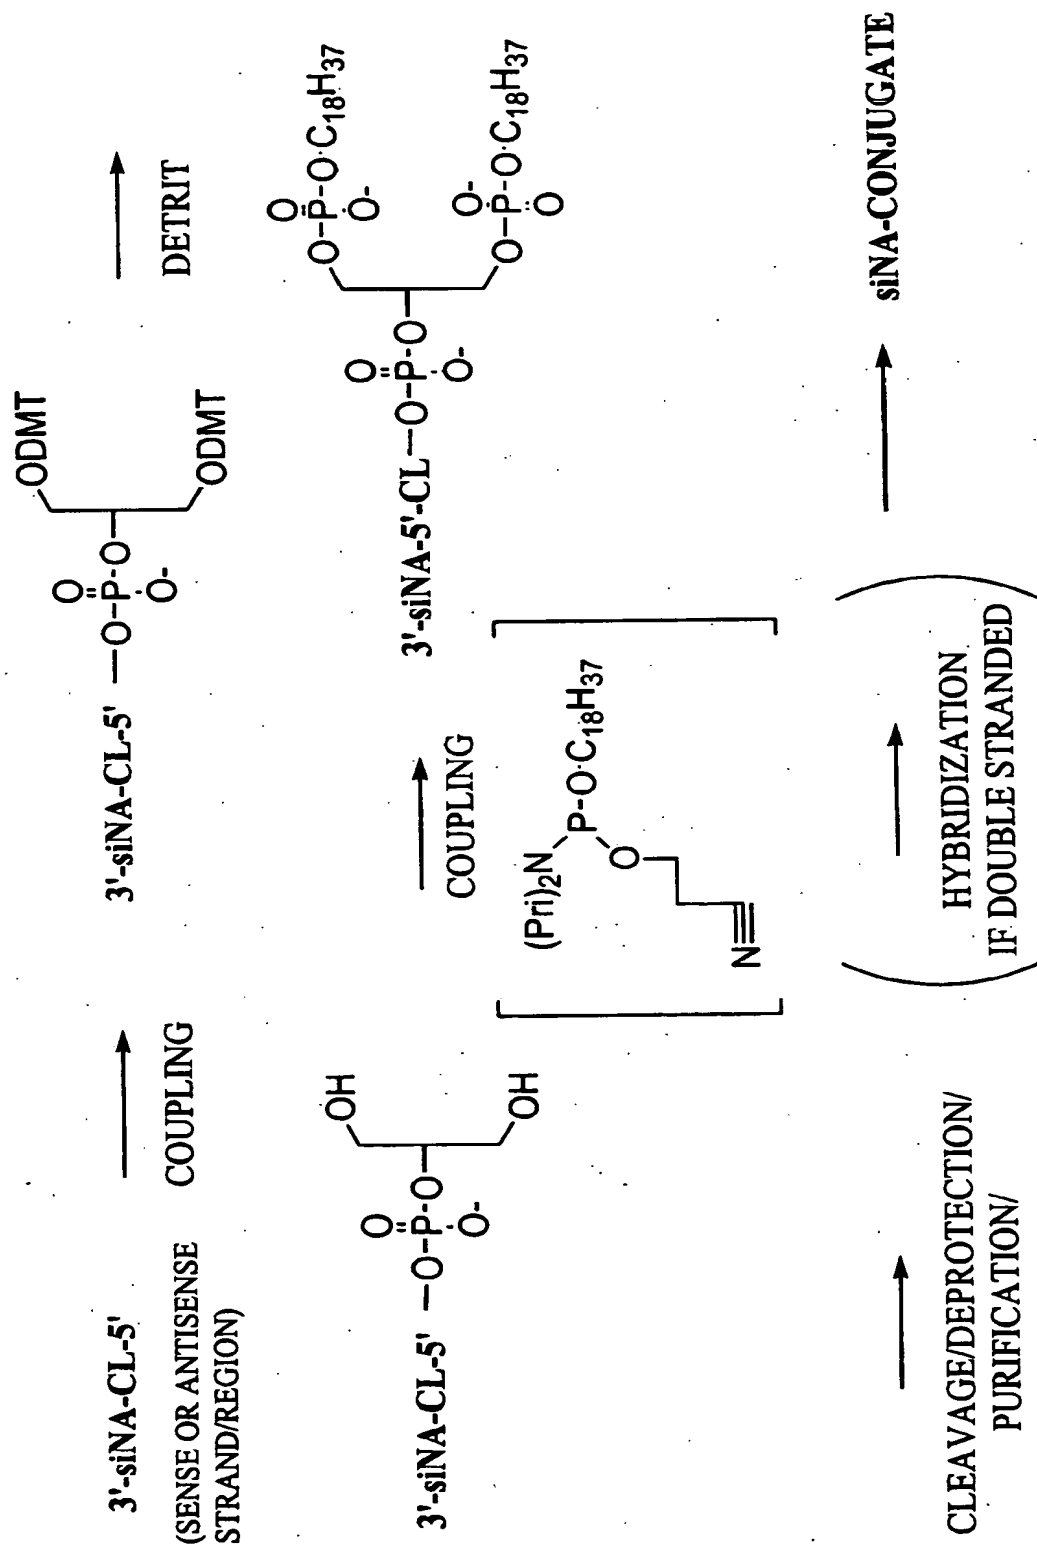 3'-siNA-CL-5'
(SENSE OR ANTISENSE
STRAND/REGION)
COUPLING
3'-siNA-CL-5' —O-P-O
O
O-
ODMT
ODMT
DETRIT
3'-siNA-CL-5' —O-P-O
O
O-
OH
OH
COUPLING
(Pri)2N
P-O·C18H37
O
N
3'-siNA-5'-CL—O-P-O
O
O-
O
O-P-O·C18H37
O-
O-
O-P-O·C18H37
O
CLEAVAGE/DEPROTECTION/
PURIFICATION/
HYBRIDIZATION
IF DOUBLE STRANDED
siNA-CONJUGATE